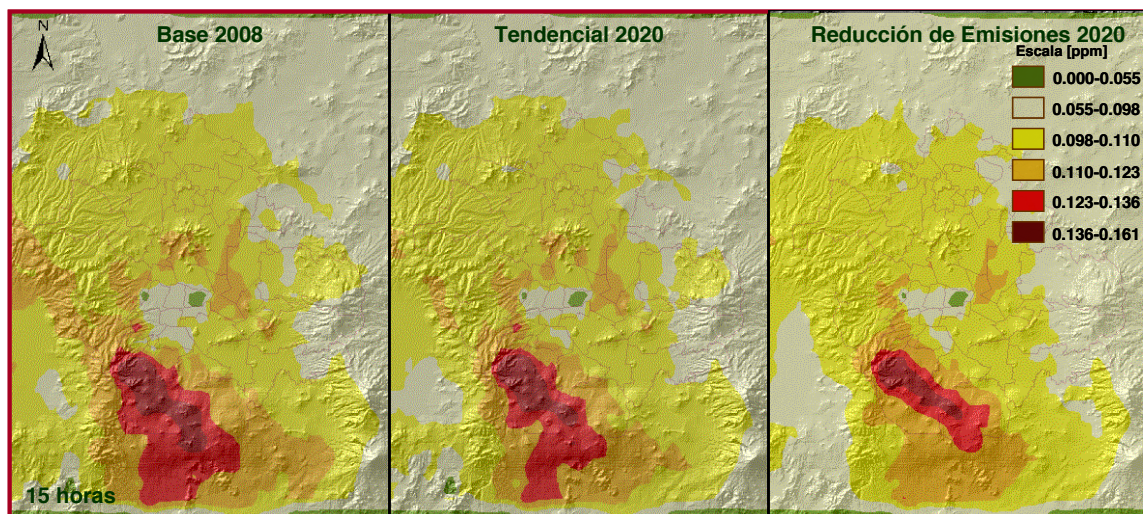 Base 2008
Tendencial 2020
Reducción de Emisiones 2020
N
Escala [ppm]
0.000-0.055
0.055-0.098
0.098-0.110
0.110-0.123
0.123-0.136
0.136-0.161
15 horas